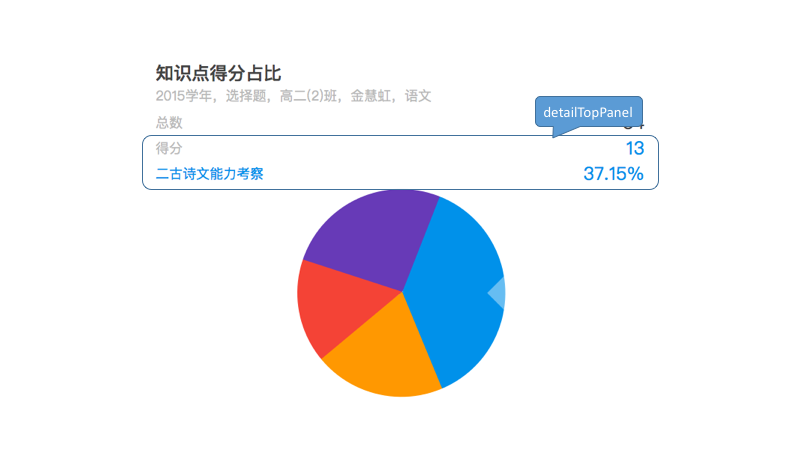 知识点得分占比
2015学年，选择题，高二(2)班，金慧虹，语文
detailTopPanel
总数
得分
13
二古诗文能力考察
37.15%